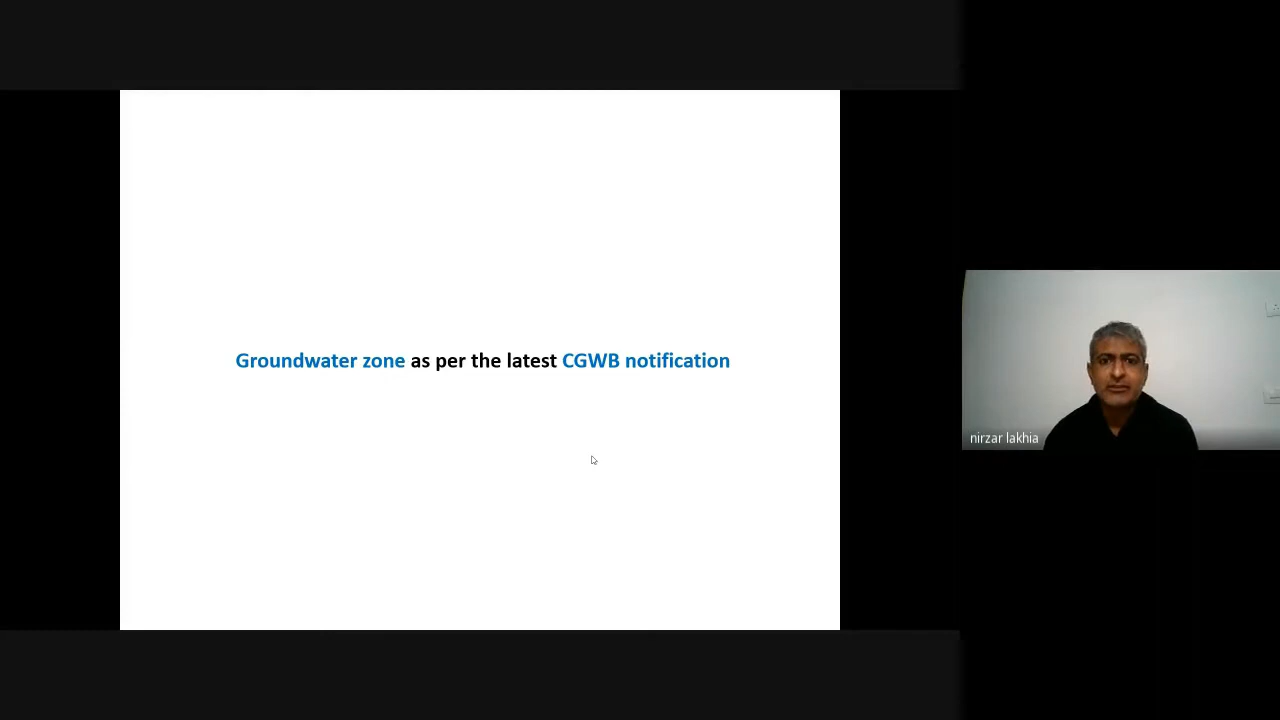 Groundwater zone as per the latest CGWB notification
nirzar lakhia